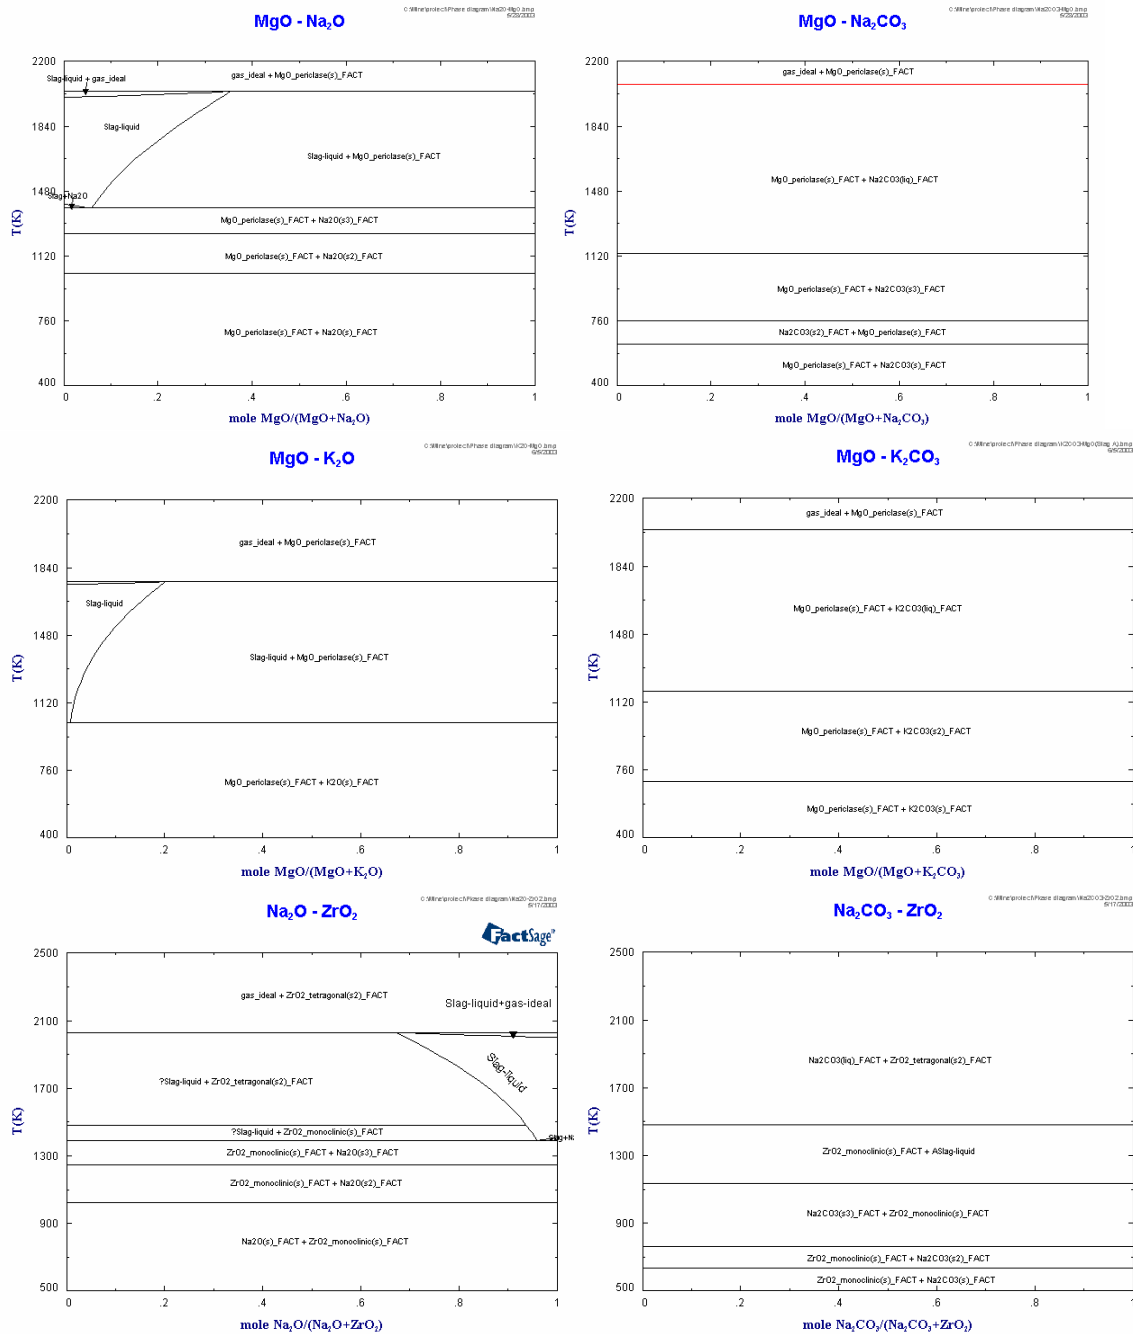 MgO - Na₂O
2200
1840
1480
1120
760
400
T(K)
Slag-liquid + gas_ideal
gas_ideal + MgO_periclase(s)_FACT
Slag-liquid
Slag-liquid + MgO_periclase(s)_FACT
Slag+Na2O
MgO_periclase(s)_FACT + Na2O(s3)_FACT
MgO_periclase(s)_FACT + Na2O(s2)_FACT
MgO_periclase(s)_FACT + Na2O(s)_FACT
0 .2 .4 .6 .8 1
mole MgO/(MgO+Na₂O)
MgO - Na₂CO₃
2200
1840
1480
1120
760
400
T(K)
gas_ideal + MgO_periclase(s)_FACT
MgO_periclase(s)_FACT + Na2CO3(liq)_FACT
MgO_periclase(s)_FACT + Na2CO3(s3)_FACT
Na2CO3(s2)_FACT + MgO_periclase(s)_FACT
MgO_periclase(s)_FACT + Na2CO3(s)_FACT
0 .2 .4 .6 .8 1
mole MgO/(MgO+Na₂CO₃)
MgO - K₂O
2200
1840
1480
1120
760
400
T(K)
gas_ideal + MgO_periclase(s)_FACT
Slag-liquid
Slag-liquid + MgO_periclase(s)_FACT
MgO_periclase(s)_FACT + K2O(s)_FACT
0 .2 .4 .6 .8 1
mole MgO/(MgO+K₂O)
MgO - K₂CO₃
2200
1840
1480
1120
760
400
T(K)
gas_ideal + MgO_periclase(s)_FACT
MgO_periclase(s)_FACT + K2CO3(liq)_FACT
MgO_periclase(s)_FACT + K2CO3(s2)_FACT
MgO_periclase(s)_FACT + K2CO3(s)_FACT
0 .2 .4 .6 .8 1
mole MgO/(MgO+K₂CO₃)
Na₂O - ZrO₂
FactSage
2500
2100
1700
1300
900
500
T(K)
gas_ideal + ZrO2_tetragonal(s2)_FACT
Slag-liquid+gas-ideal
Slag-liquid
?Slag-liquid + ZrO2_tetragonal(s2)_FACT
?Slag-liquid + ZrO2_monoclinic(s)_FACT
Slag+Na
ZrO2_monoclinic(s)_FACT + Na2O(s3)_FACT
ZrO2_monoclinic(s)_FACT + Na2O(s2)_FACT
Na2O(s)_FACT + ZrO2_monoclinic(s)_FACT
0 .2 .4 .6 .8 1
mole Na₂O/(Na₂O+ZrO₂)
Na₂CO₃ - ZrO₂
2500
2100
1700
1300
900
500
T(K)
Na2CO3(liq)_FACT + ZrO2_tetragonal(s2)_FACT
ZrO2_monoclinic(s)_FACT + ASlag-liquid
Na2CO3(s3)_FACT + ZrO2_monoclinic(s)_FACT
ZrO2_monoclinic(s)_FACT + Na2CO3(s2)_FACT
ZrO2_monoclinic(s)_FACT + Na2CO3(s)_FACT
0 .2 .4 .6 .8 1
mole Na₂CO₃/(Na₂CO₃+ZrO₂)